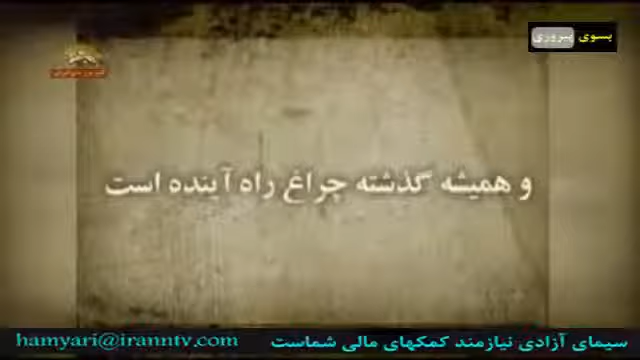 بسوی پیروزی
و همیشه گذشته چراغ راه آینده است
سیمای آزادی نیازمند کمکهای مالی شماست hamyari@iranntv.com